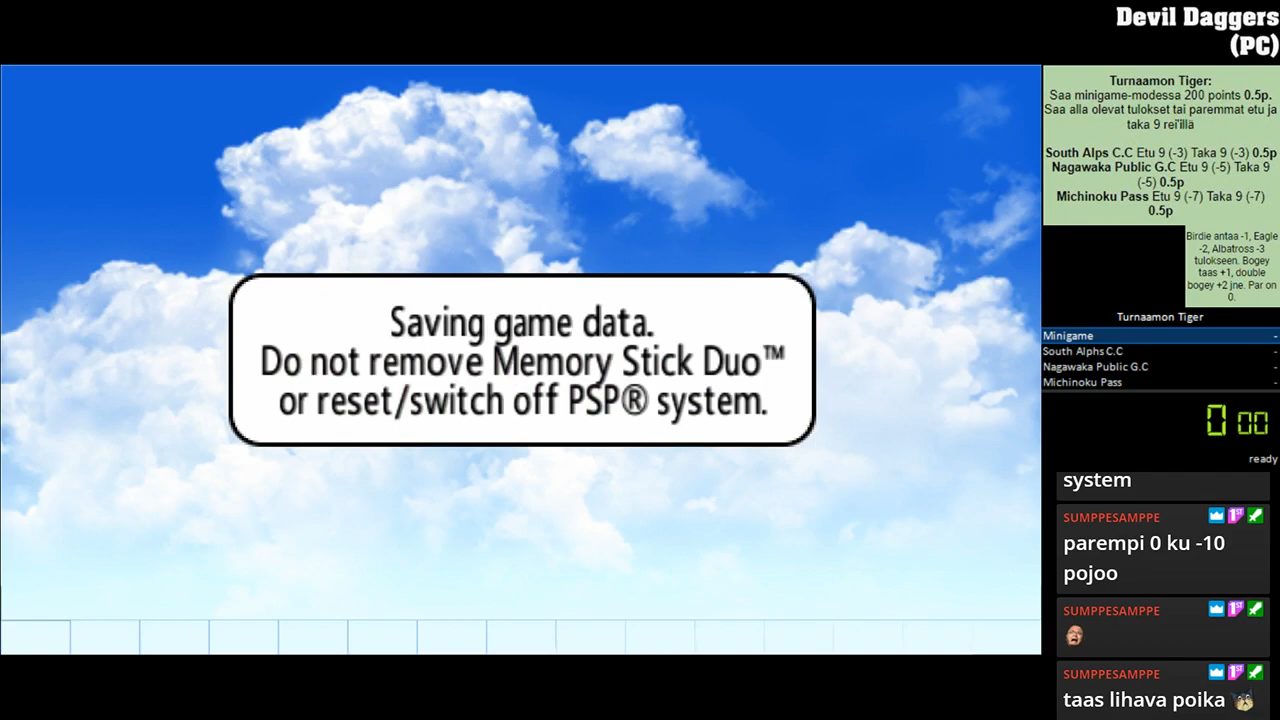 Devil Daggers
(PC)
Saving game data.
Do not remove Memory Stick Duo™
or reset/switch off PSP® system.
Turnaamon Tiger:
Saa minigame-modessa 200 points 0.5p.
Saa alla olevat tulokset tai paremmat etu ja
taka 9 rei'illä
South Alps C.C Etu 9 (-3) Taka 9 (-3) 0.5p
Nagawaka Public G.C Etu 9 (-5) Taka 9
(-5) 0.5p
Michinoku Pass Etu 9 (-7) Taka 9 (-7)
0.5p
Birdie antaa -1, Eagle
-2, Albatross -3
tulokseen. Bogey
taas +1, double
bogey +2 jne. Par on
0.
Turnaamon Tiger
Minigame -
South Alphs C.C -
Nagawaka Public G.C -
Michinoku Pass -
0 00
ready
system
SUMPPESAMPPE 1ST
parempi 0 ku -10
pojoo
SUMPPESAMPPE 1ST
SUMPPESAMPPE 1ST
taas lihava poika